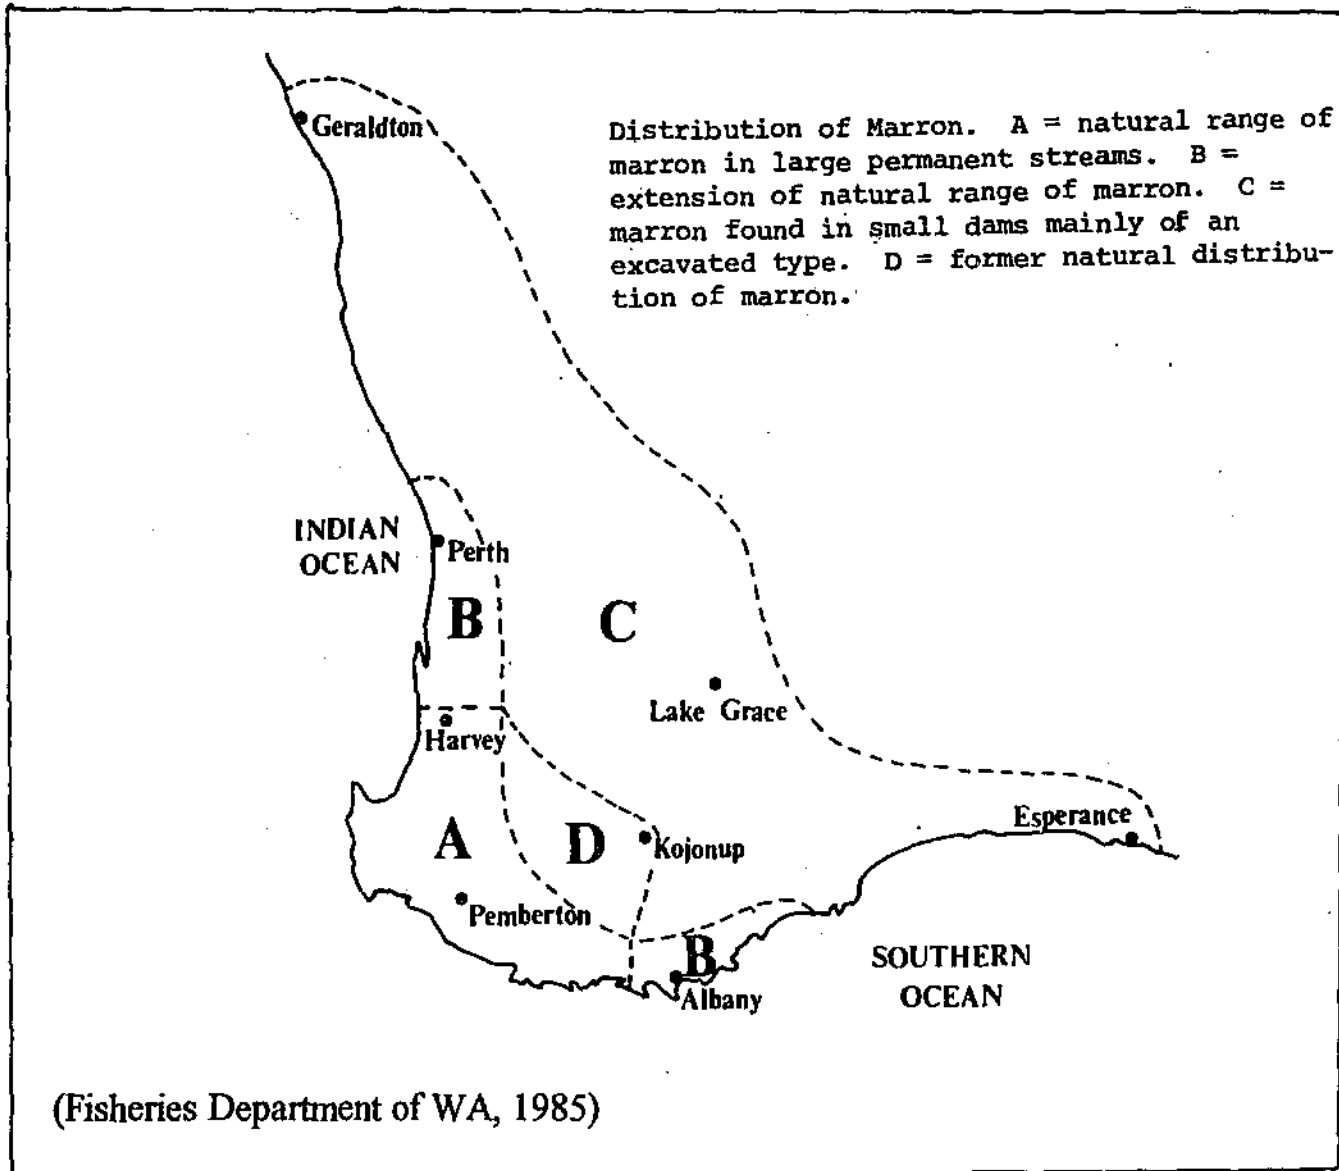 Geraldton
Distribution of Marron. A = natural range of
marron in large permanent streams. B =
extension of natural range of marron. C =
marron found in small dams mainly of an
excavated type. D = former natural distribu-
tion of marron.
INDIAN
OCEAN
Perth
B
C
Lake Grace
Harvey
Esperance
A
D
Kojonup
Pemberton
B
Albany
SOUTHERN
OCEAN
(Fisheries Department of WA, 1985)